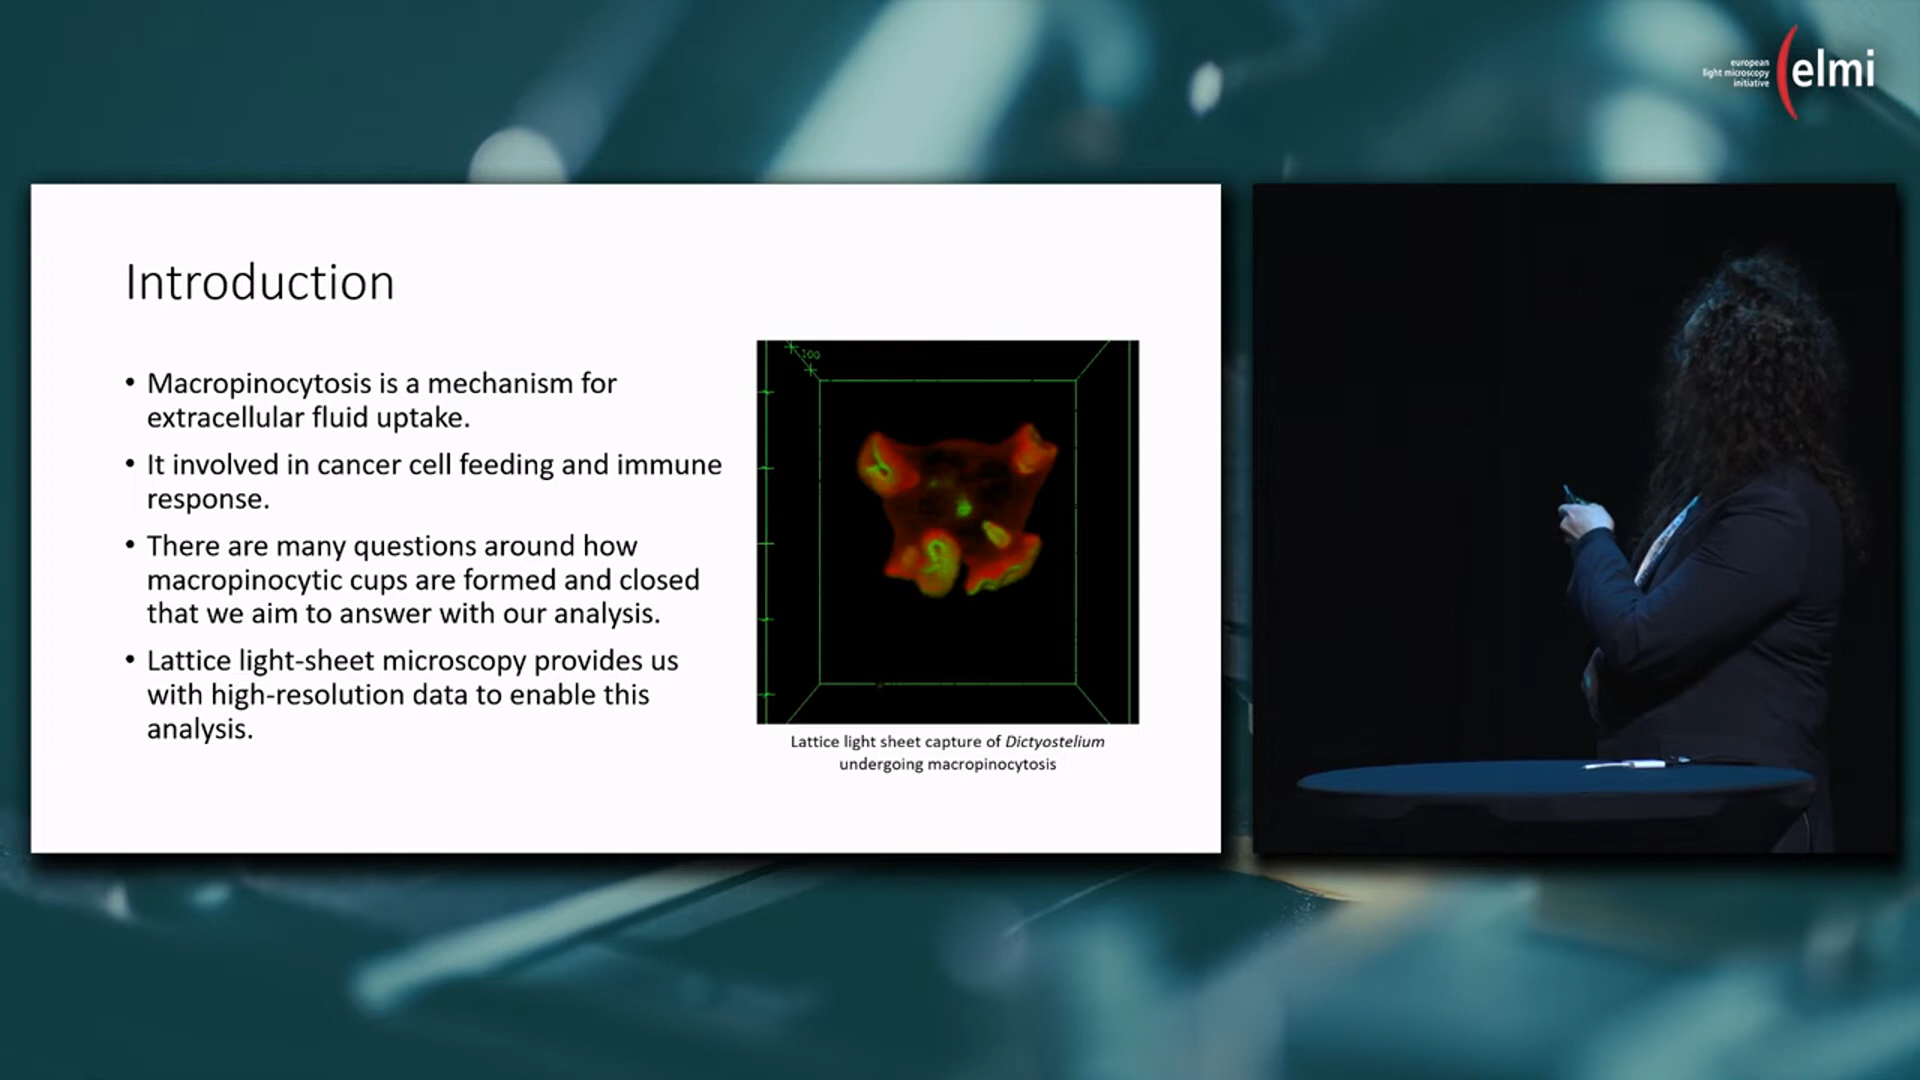 european
light microscopy
initiative
elmi
Introduction
• Macropinocytosis is a mechanism for
extracellular fluid uptake.
• It involved in cancer cell feeding and immune
response.
• There are many questions around how
macropinocytic cups are formed and closed
that we aim to answer with our analysis.
• Lattice light-sheet microscopy provides us
with high-resolution data to enable this
analysis.
100
Lattice light sheet capture of Dictyostelium
undergoing macropinocytosis